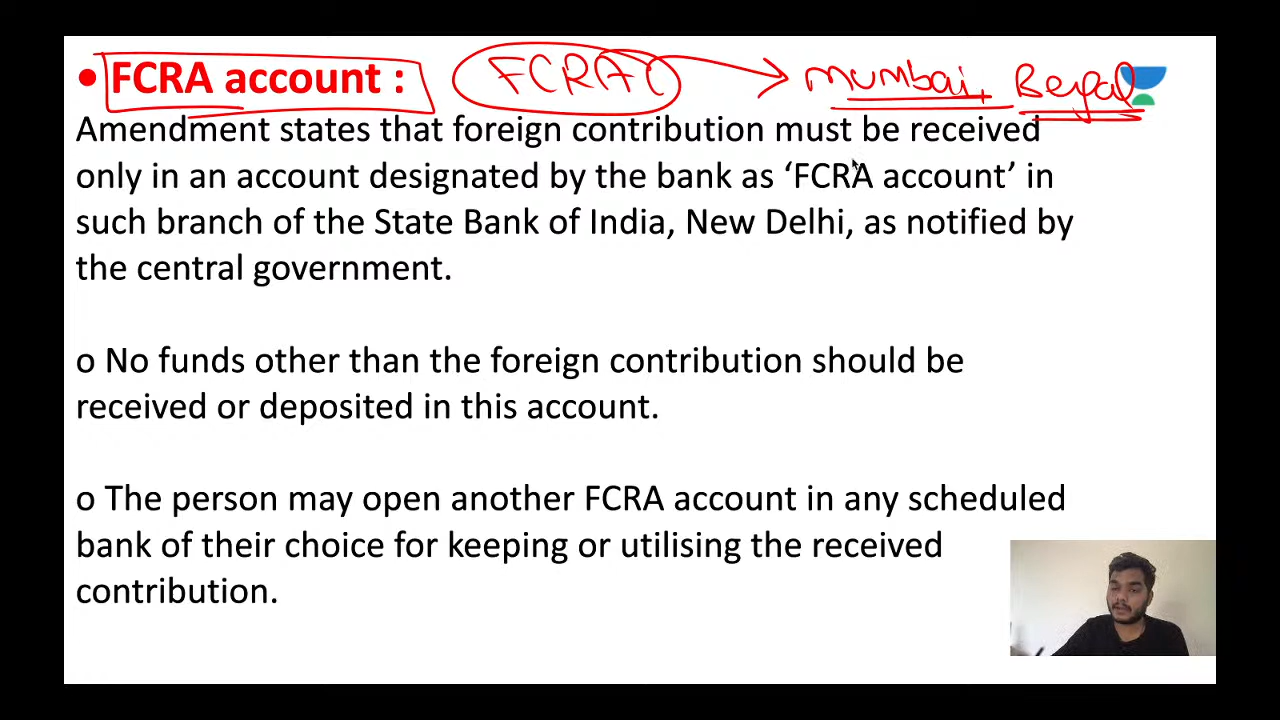 • FCRA account :
FCRA → mumbai, Bengal
Amendment states that foreign contribution must be received
only in an account designated by the bank as ‘FCRA account’ in
such branch of the State Bank of India, New Delhi, as notified by
the central government.
o No funds other than the foreign contribution should be
received or deposited in this account.
o The person may open another FCRA account in any scheduled
bank of their choice for keeping or utilising the received
contribution.